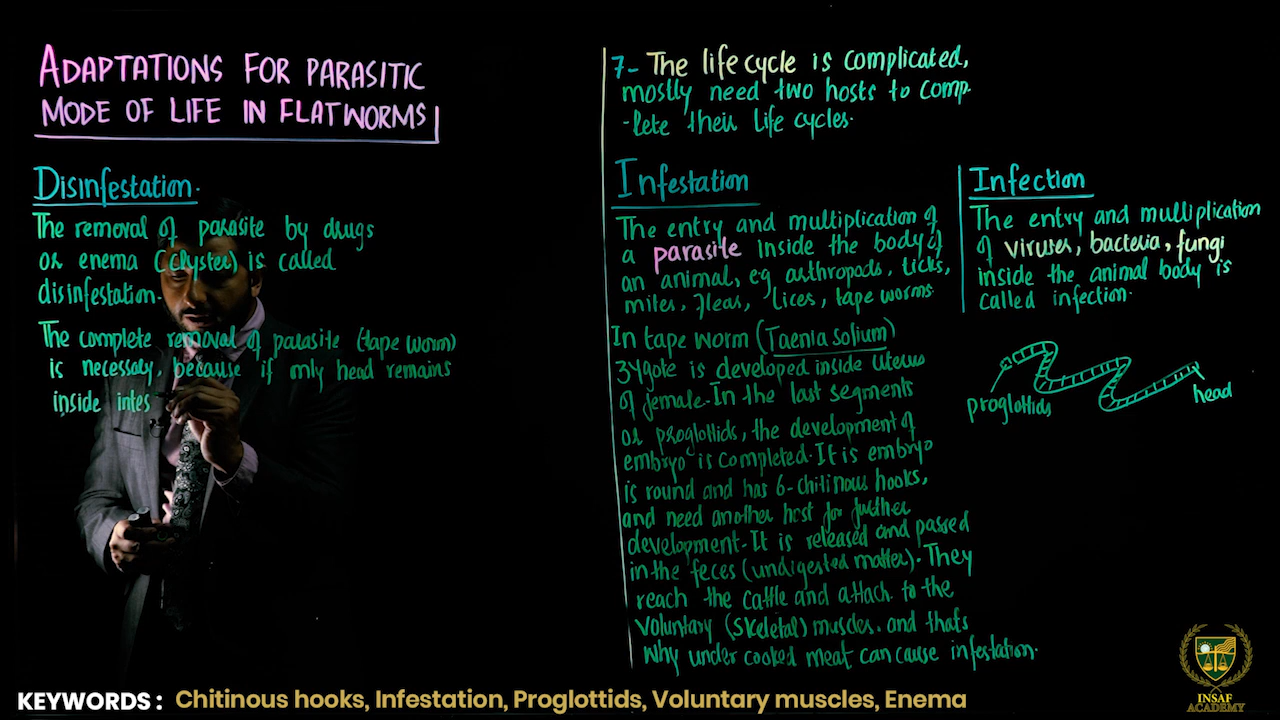 ADAPTATIONS FOR PARASITIC
MODE OF LIFE IN FLATWORMS
Disinfestation.
The removal of parasite by drugs
or enema (Clyster) is called
disinfestation.
The complete removal of parasite (tape worm)
is necessary, because if only head remains
inside intes
7- The life cycle is complicated,
mostly need two hosts to comp-
-lete their life cycles.
Infestation
The entry and multiplication of
a parasite inside the body of
an animal, eg arthropods, ticks,
mites, fleas, lices, tape worms.
In tape worm (Taenia solium)
zygote is developed inside uterus
of female. In the last segments
or proglottids, the development of
embryo is completed. It is embryo
is round and has 6-chitinous hooks,
and need another host for further
development. It is released and passed
in the feces (undigested matter). They
reach the cattle and attach to the
voluntary (skeletal) muscles. and thats
why under cooked meat can cause infestation.
Infection
The entry and multiplication
of viruses, bacteria, fungi
inside the animal body is
called infection.
proglottids
head
KEYWORDS : Chitinous hooks, Infestation, Proglottids, Voluntary muscles, Enema
INSAF
ACADEMY